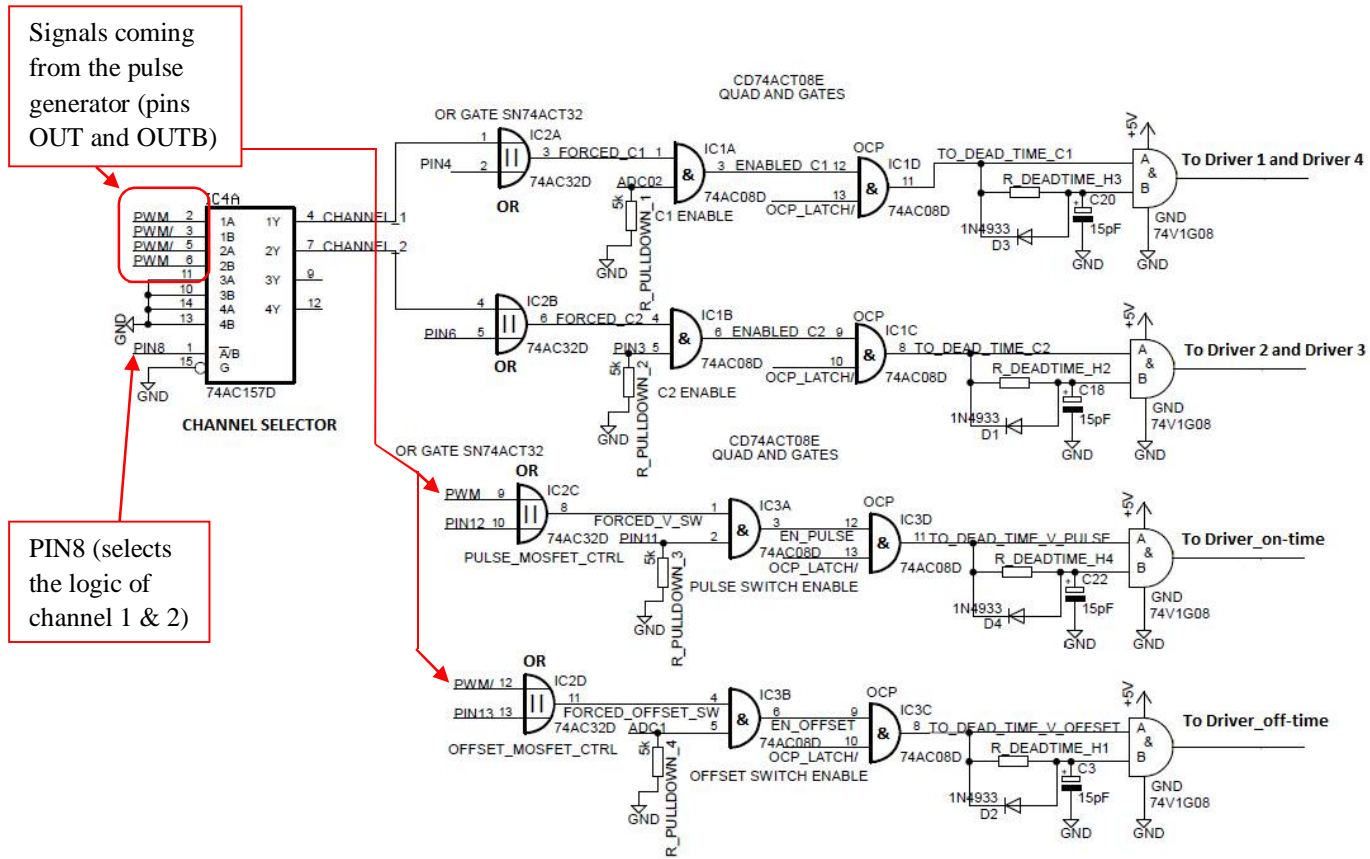 Signals coming
from the pulse
generator (pins
OUT and OUTB)
CD74ACT08E
QUAD AND GATES
OR GATE SN74ACT32
1
IC2A
3 FORCED_C1
PIN4 2
||
74AC32D
OR
1
IC1A
3 ENABLED_C1 12
ADC02
&
74AC08D
5k
R_PULLDOWN_1
C1 ENABLE
GND
OCP
IC1D
13
OCP_LATCH/
&
11
74AC08D
TO_DEAD_TIME_C1
R_DEADTIME_H3
1N4933
D3
+
C20
15pF
GND
+5V
A
&
B
GND
74V1G08
GND
To Driver 1 and Driver 4
IC4A
PWM 2 1A 1Y 4 CHANNEL_1
PWM/ 3 1B
PWM/ 5 2A 2Y 7 CHANNEL_2
PWM 6 2B
11 3A 3Y 9
10 3B
14 4A 4Y 12
13 4B
GND
PIN8 1 A/B
15 G
GND
74AC157D
CHANNEL SELECTOR
4
IC2B
6 FORCED_C2
PIN6 5
||
74AC32D
OR
4
IC1B
6 ENABLED_C2 9
PIN3 5
&
74AC08D
5k
R_PULLDOWN_2
C2 ENABLE
GND
OCP
IC1C
10
OCP_LATCH/
&
8
74AC08D
TO_DEAD_TIME_C2
R_DEADTIME_H2
1N4933
D1
+
C18
15pF
GND
+5V
A
&
B
GND
74V1G08
GND
To Driver 2 and Driver 3
CD74ACT08E
QUAD AND GATES
OR GATE SN74ACT32
OR
PWM 9
IC2C
8
PIN12 10
||
74AC32D
FORCED_V_SW
PULSE_MOSFET_CTRL
1
IC3A
3
PIN11 2
&
EN_PULSE
12
74AC08D
5k
R_PULLDOWN_3
PULSE SWITCH ENABLE
GND
OCP
IC3D
13
OCP_LATCH/
&
11
74AC08D
TO_DEAD_TIME_V_PULSE
R_DEADTIME_H4
1N4933
D4
+
C22
15pF
GND
+5V
A
&
B
GND
74V1G08
GND
To Driver_on-time
PIN8 (selects
the logic of
channel 1 & 2)
OR
PWM/ 12
IC2D
11
PIN13 13
||
74AC32D
FORCED_OFFSET_SW
OFFSET_MOSFET_CTRL
4
IC3B
6
ADC1 5
&
EN_OFFSET
9
74AC08D
5k
R_PULLDOWN_4
OFFSET SWITCH ENABLE
GND
OCP
IC3C
10
OCP_LATCH/
&
8
74AC08D
TO_DEAD_TIME_V_OFFSET
R_DEADTIME_H1
1N4933
D2
+
C3
15pF
GND
+5V
A
&
B
GND
74V1G08
GND
To Driver_off-time